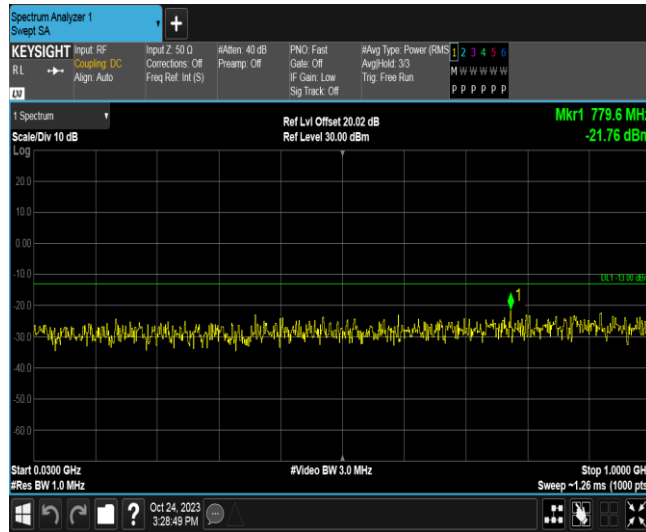 Spectrum Analyzer 1
Swept SA
KEYSIGHT
RL
LXI
Input: RF
Coupling: DC
Align: Auto
Input Z: 50 Ω
Corrections: Off
Freq Ref: Int (S)
#Atten: 40 dB
Preamp: Off
PNO: Fast
Gate: Off
IF Gain: Low
Sig Track: Off
#Avg Type: Power (RMS
Avg|Hold: 3/3
Trig: Free Run
1 2 3 4 5 6
M W W W W W
P P P P P P
1 Spectrum
Scale/Div 10 dB
Log
Ref Lvl Offset 20.02 dB
Ref Level 30.00 dBm
Mkr1 779.6 MHz
-21.76 dBm
20.0
10.0
0.00
-10.0
DL1 -13.00 dBm
1
-20.0
-30.0
-40.0
-50.0
-60.0
Start 0.0300 GHz
#Res BW 1.0 MHz
#Video BW 3.0 MHz
Stop 1.0000 GH
Sweep ~1.26 ms (1000 pts
?
Oct 24, 2023
3:28:49 PM